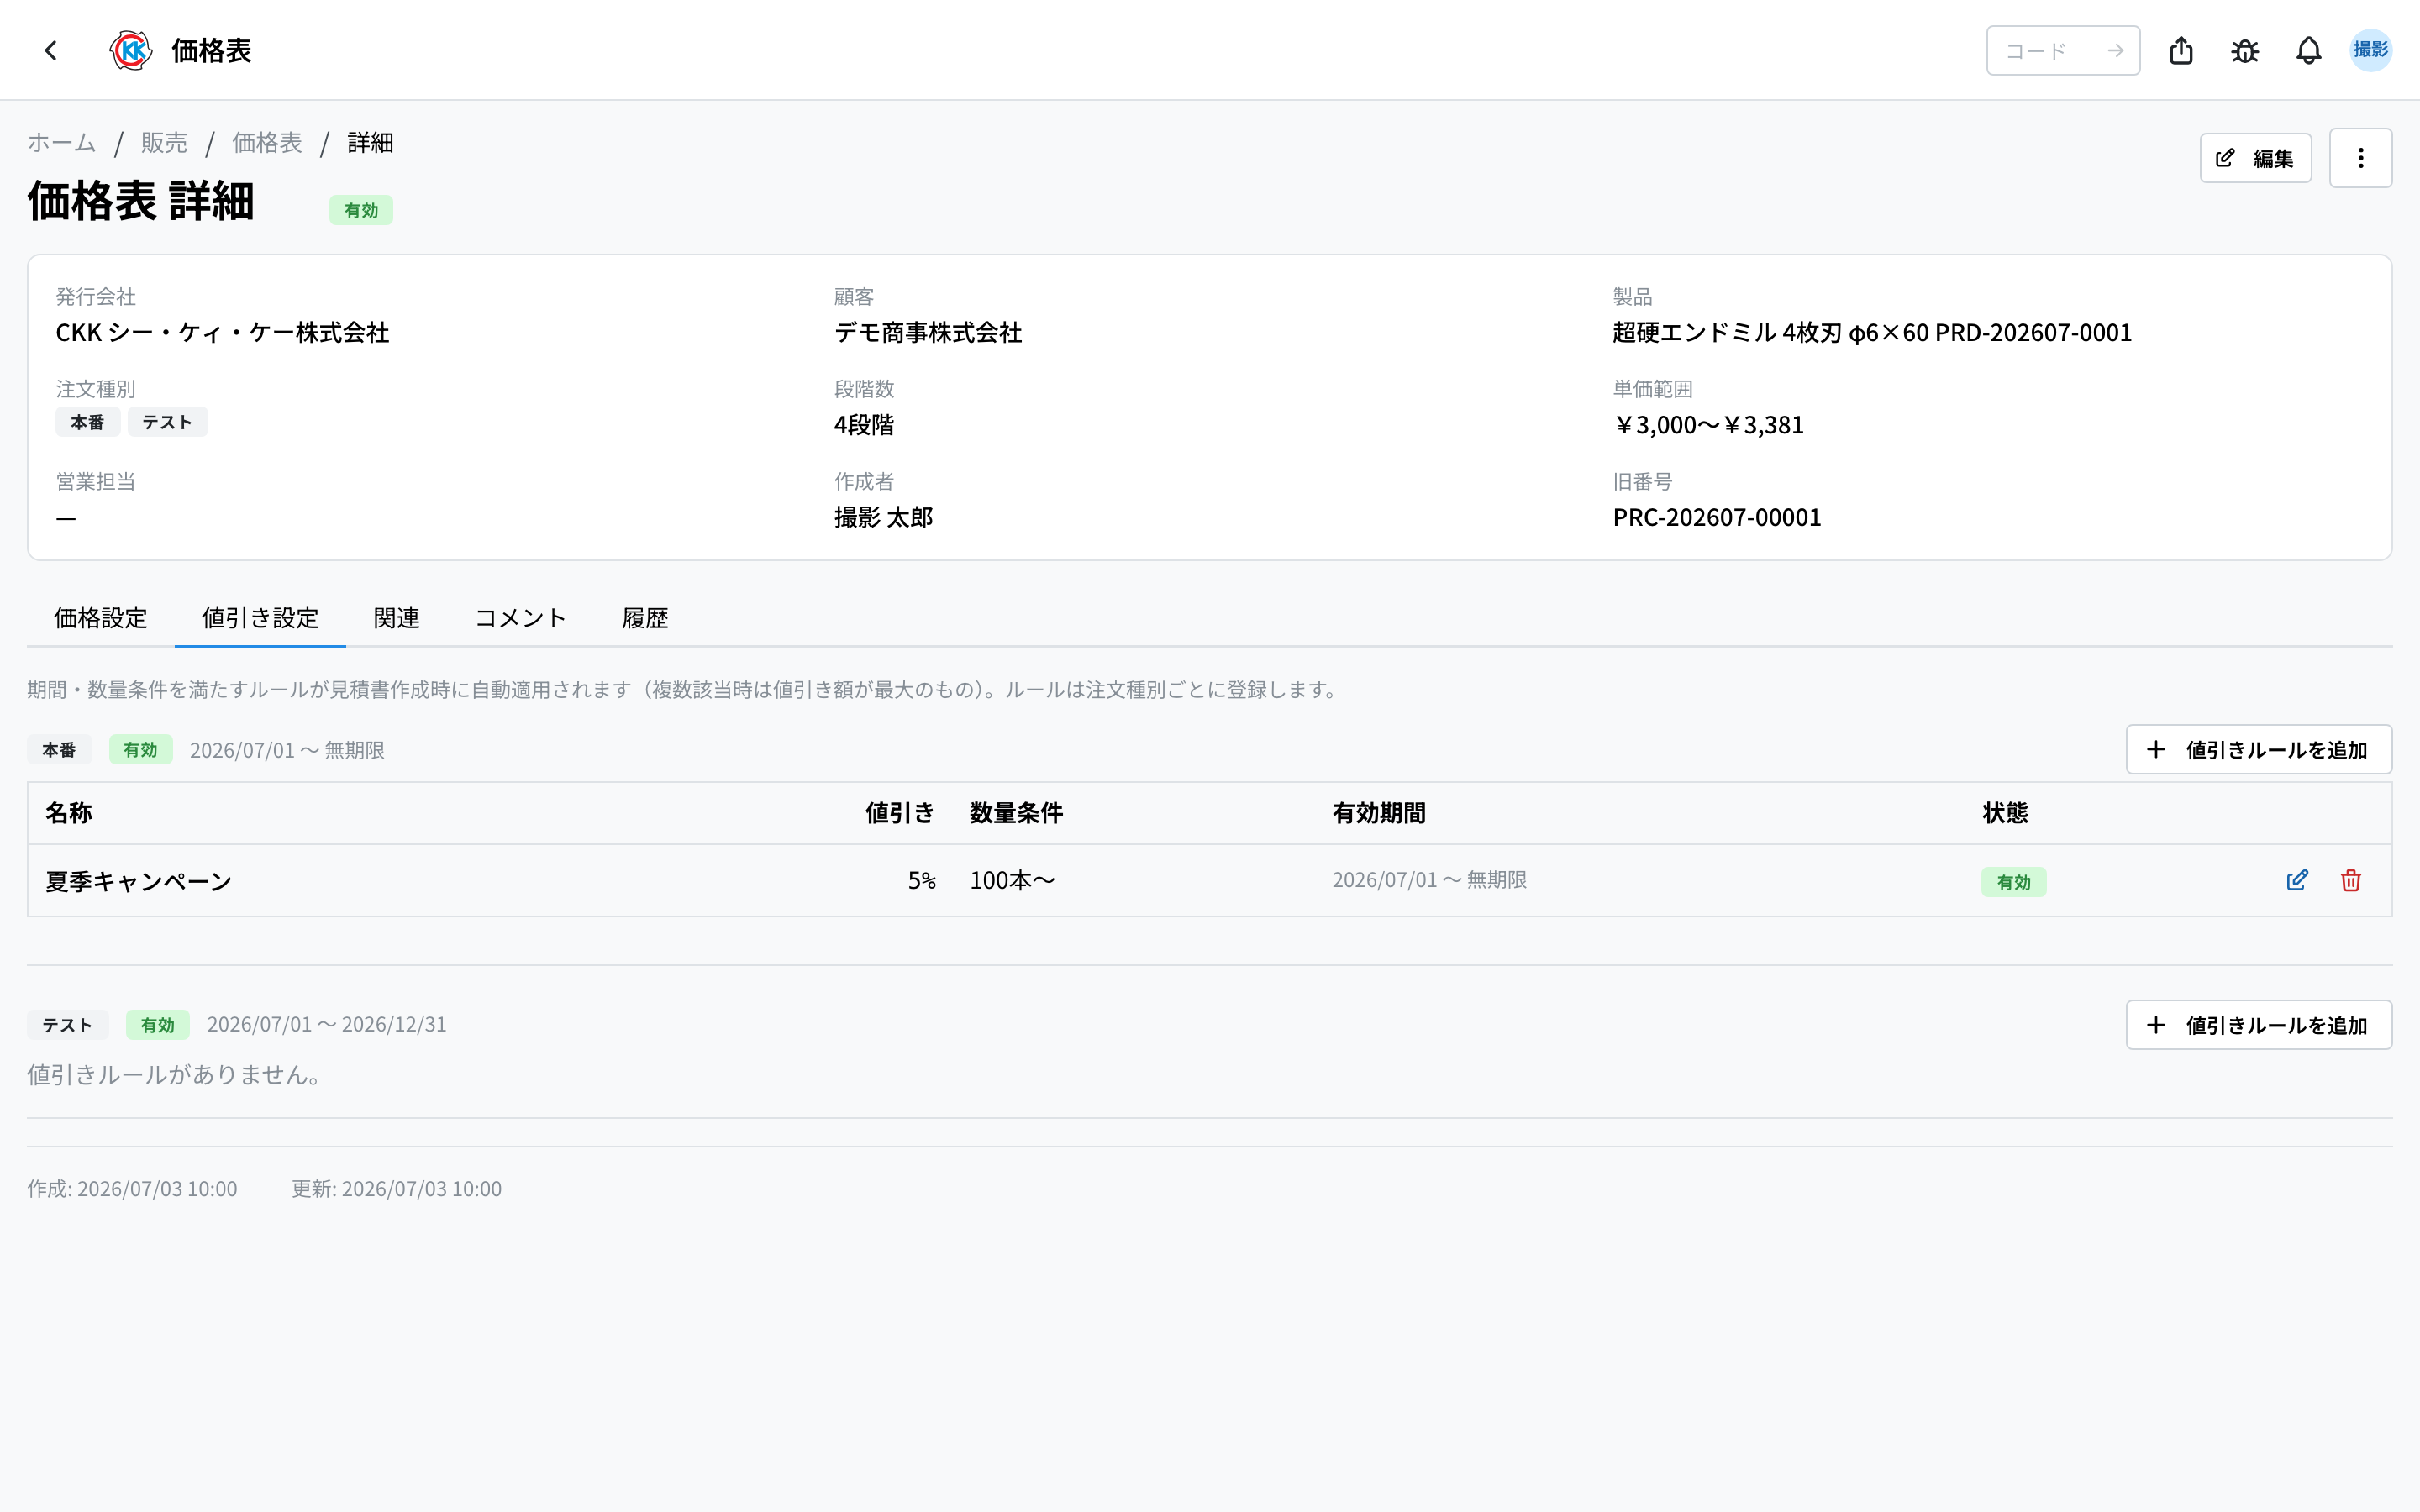 CKK 価格表 コード 撮影
ホーム / 販売 / 価格表 / 詳細
編集
価格表 詳細 有効
発行会社 顧客 製品
CKK シー・ケィ・ケー株式会社 デモ商事株式会社 超硬エンドミル 4枚刃 φ6×60 PRD-202607-0001
注文種別 段階数 単価範囲
本番 テスト 4段階 ￥3,000～￥3,381
営業担当 作成者 旧番号
— 撮影 太郎 PRC-202607-00001
価格設定 値引き設定 関連 コメント 履歴
期間・数量条件を満たすルールが見積書作成時に自動適用されます（複数該当時は値引き額が最大のもの）。ルールは注文種別ごとに登録します。
本番 有効 2026/07/01 ～ 無期限 値引きルールを追加
名称 値引き 数量条件 有効期間 状態
夏季キャンペーン 5% 100本～ 2026/07/01 ～ 無期限 有効
テスト 有効 2026/07/01 ～ 2026/12/31 値引きルールを追加
値引きルールがありません。
作成: 2026/07/03 10:00 更新: 2026/07/03 10:00